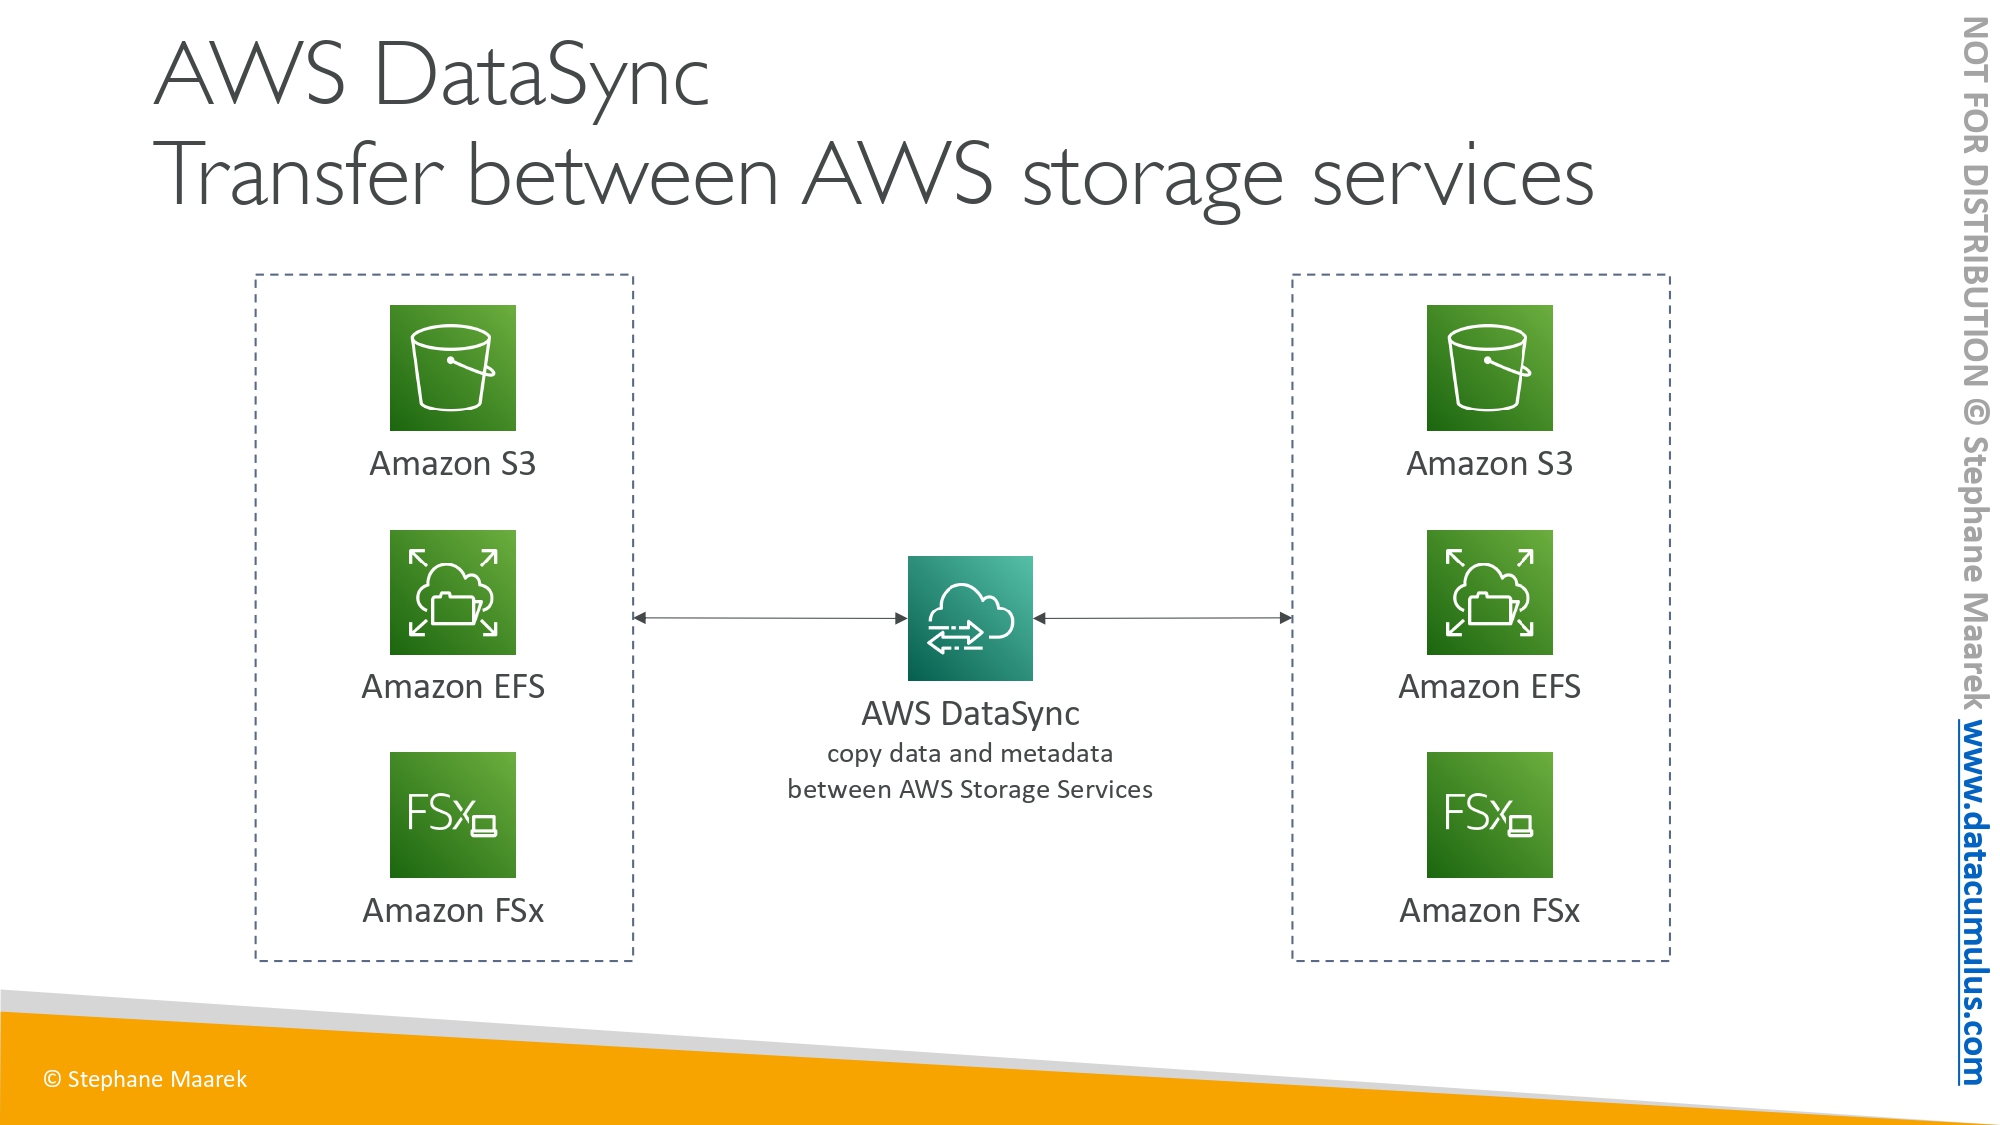 AWS DataSync
Transfer between AWS storage services
Amazon S3
Amazon EFS
FSx
Amazon FSx
AWS DataSync
copy data and metadata
between AWS Storage Services
Amazon S3
Amazon EFS
FSx
Amazon FSx
© Stephane Maarek
NOT FOR DISTRIBUTION © Stephane Maarek www.datacumulus.com